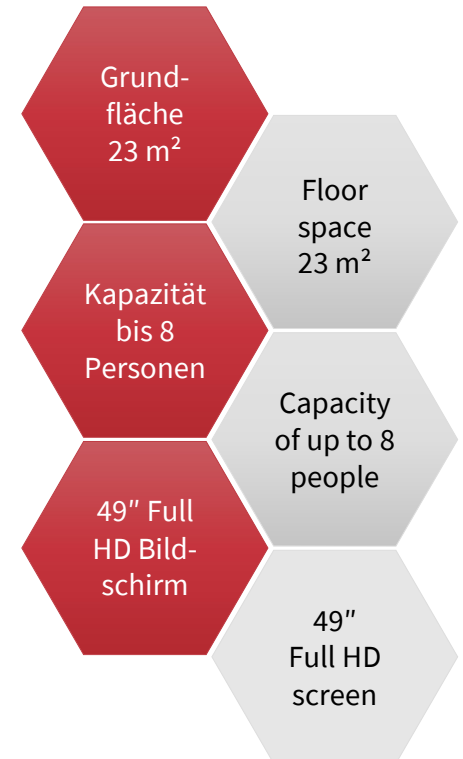 Grund-
fläche
23 m²
Floor
space
23 m²
Kapazität
bis 8
Personen
Capacity
of up to 8
people
49″ Full
HD Bild-
schirm
49″
Full HD
screen